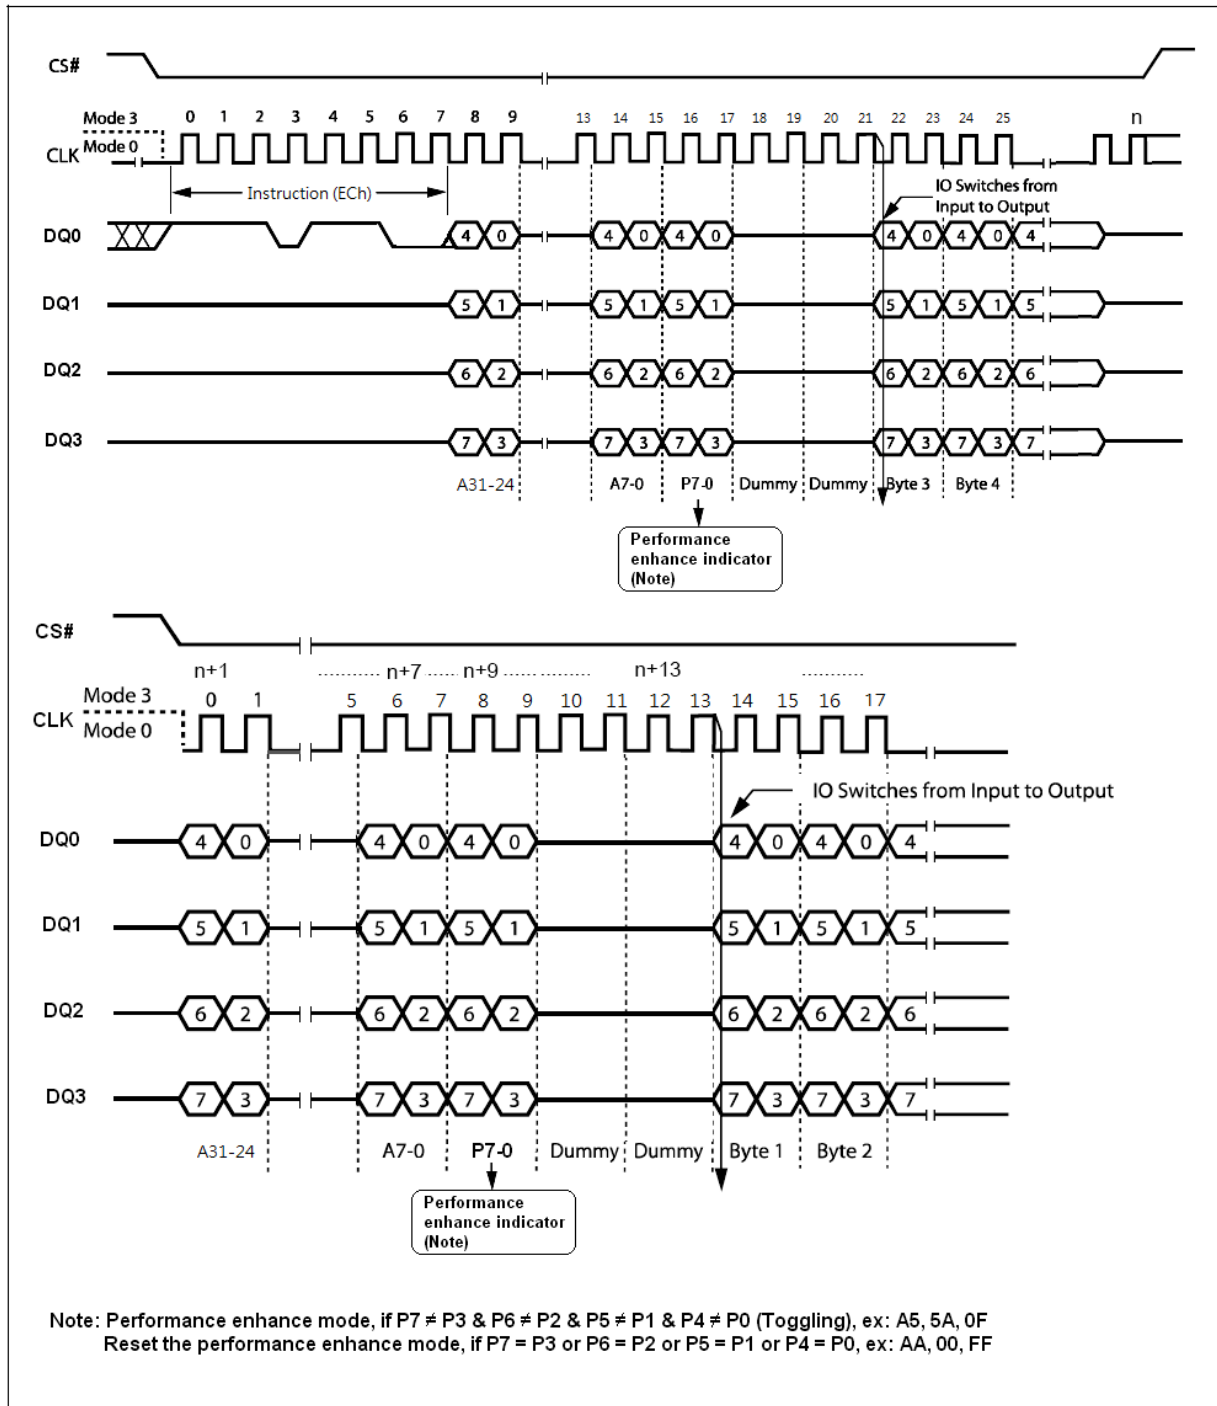 CS#
Mode 3
0 1 2 3 4 5 6 7 8 9 13 14 15 16 17 18 19 20 21 22 23 24 25 n
CLK
Mode 0
Instruction (ECh)
IO Switches from
Input to Output
DQ0
4 0 4 0 4 0 4 0 4 0 4
DQ1
5 1 5 1 5 1 5 1 5 1 5
DQ2
6 2 6 2 6 2 6 2 6 2 6
DQ3
7 3 7 3 7 3 7 3 7 3 7
A31-24 A7-0 P7-0 Dummy Dummy Byte 3 Byte 4
Performance
enhance indicator
(Note)
CS#
n+1 n+7 n+9 n+13
Mode 3
0 1 5 6 7 8 9 10 11 12 13 14 15 16 17
CLK
Mode 0
IO Switches from Input to Output
DQ0
4 0 4 0 4 0 4 0 4 0 4
DQ1
5 1 5 1 5 1 5 1 5 1 5
DQ2
6 2 6 2 6 2 6 2 6 2 6
DQ3
7 3 7 3 7 3 7 3 7 3 7
A31-24 A7-0 P7-0 Dummy Dummy Byte 1 Byte 2
Performance
enhance indicator
(Note)
Note: Performance enhance mode, if P7 ≠ P3 & P6 ≠ P2 & P5 ≠ P1 & P4 ≠ P0 (Toggling), ex: A5, 5A, 0F
Reset the performance enhance mode, if P7 = P3 or P6 = P2 or P5 = P1 or P4 = P0, ex: AA, 00, FF